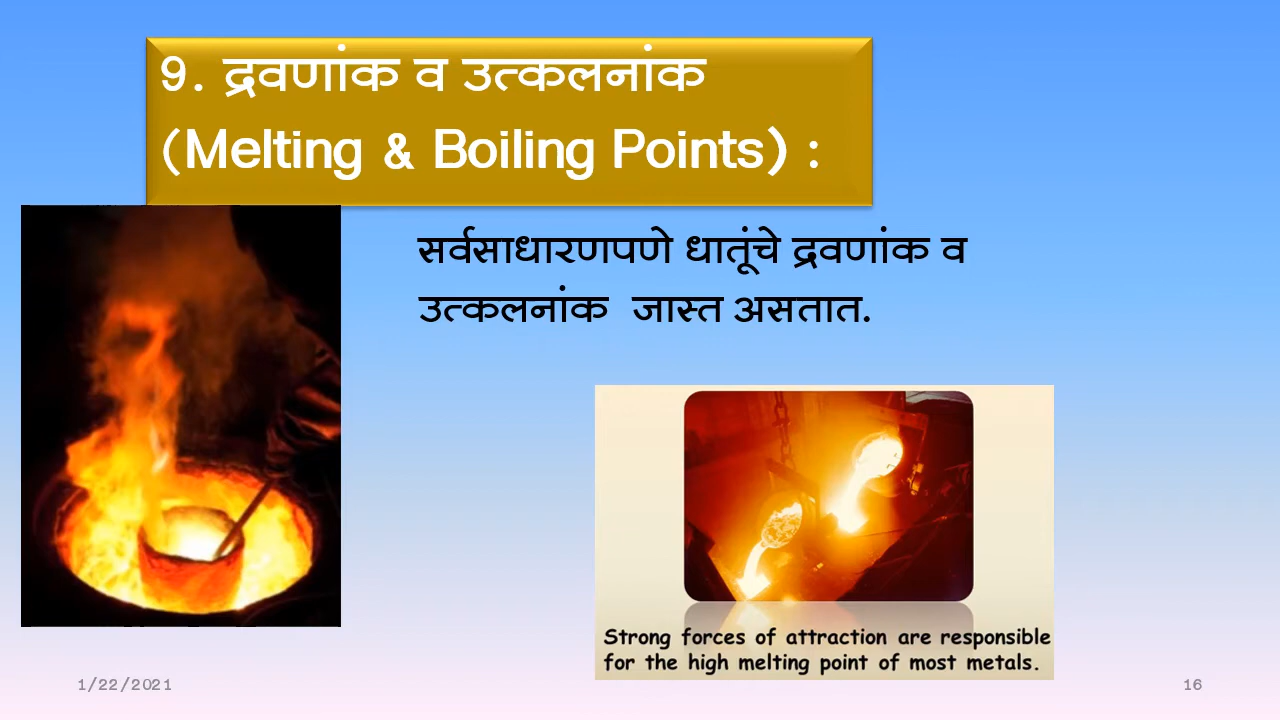 9. द्रवणांक व उत्कलनांक
(Melting & Boiling Points) :
सर्वसाधारणपणे धातूंचे द्रवणांक व
उत्कलनांक जास्त असतात.
Strong forces of attraction are responsible
for the high melting point of most metals.
1/22/2021
16